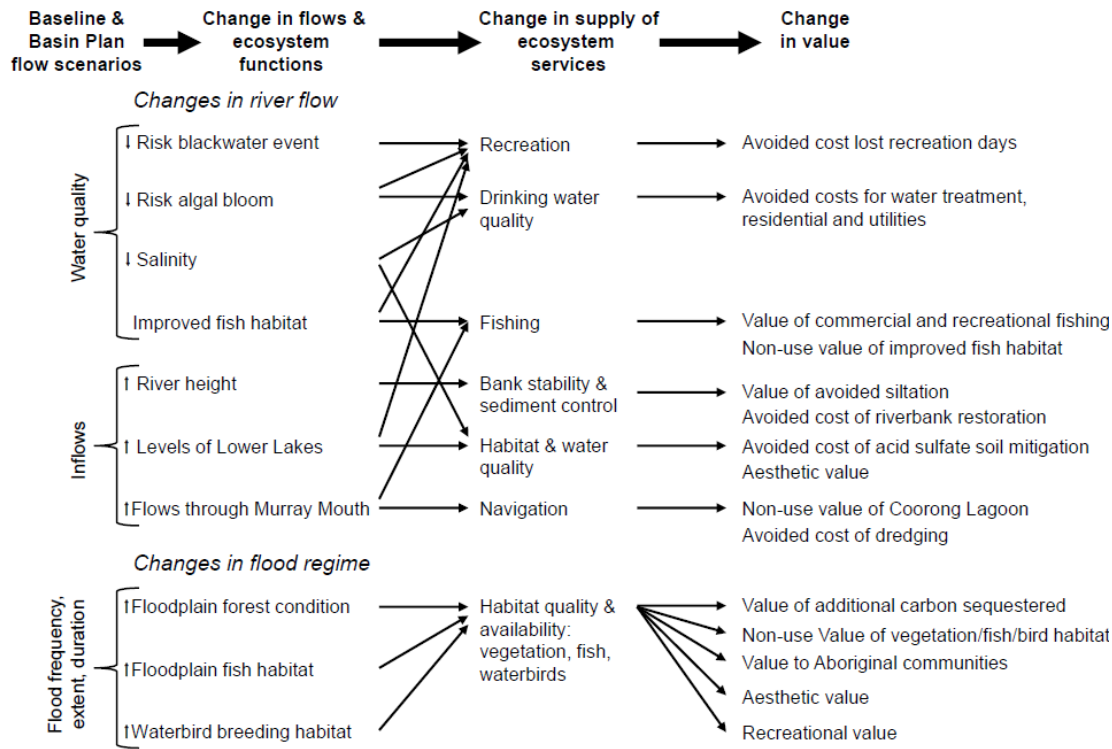 Baseline &
Basin Plan
flow scenarios
Change in flows &
ecosystem
functions
Change in supply of
ecosystem
services
Change
in value
Changes in river flow
Water quality
↓ Risk blackwater event
Recreation
Avoided cost lost recreation days
↓ Risk algal bloom
Drinking water
quality
Avoided costs for water treatment,
residential and utilities
↓ Salinity
Improved fish habitat
Fishing
Value of commercial and recreational fishing
Non-use value of improved fish habitat
Inflows
↑ River height
Bank stability &
sediment control
Value of avoided siltation
Avoided cost of riverbank restoration
↑ Levels of Lower Lakes
Habitat & water
quality
Avoided cost of acid sulfate soil mitigation
Aesthetic value
↑Flows through Murray Mouth
Navigation
Non-use value of Coorong Lagoon
Avoided cost of dredging
Changes in flood regime
Flood frequency,
extent, duration
↑Floodplain forest condition
Habitat quality &
availability:
vegetation, fish,
waterbirds
Value of additional carbon sequestered
Non-use Value of vegetation/fish/bird habitat
Value to Aboriginal communities
↑Floodplain fish habitat
Aesthetic value
↑Waterbird breeding habitat
Recreational value